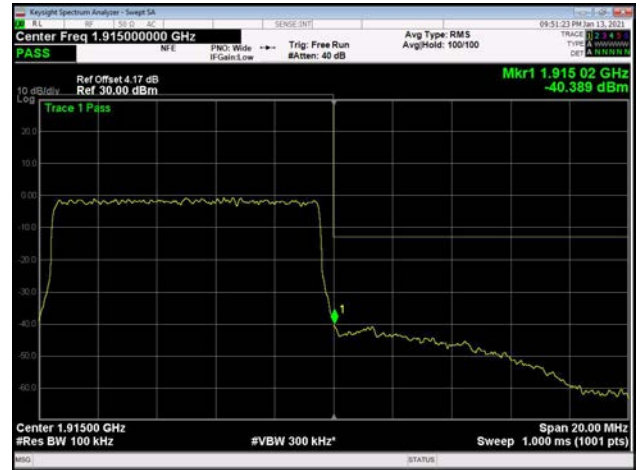 Keysight Spectrum Analyzer - Swept SA
RL RF 50 Ω AC SENSE:INT 09:51:23 PM Jan 13, 2021
Center Freq 1.915000000 GHz Avg Type: RMS TRACE 1 2 3 4 5 6
PASS NFE PNO: Wide Trig: Free Run Avg|Hold: 100/100 TYPE A WWWWW
IFGain:Low #Atten: 40 dB DET A N N N N N
Ref Offset 4.17 dB Mkr1 1.915 02 GHz
10 dB/div Ref 30.00 dBm -40.389 dBm
Log
Trace 1 Pass
20.0
10.0
0.00
-10.0
-20.0
-30.0
1
-40.0
-50.0
-60.0
Center 1.91500 GHz Span 20.00 MHz
#Res BW 100 kHz #VBW 300 kHz* Sweep 1.000 ms (1001 pts)
MSG STATUS